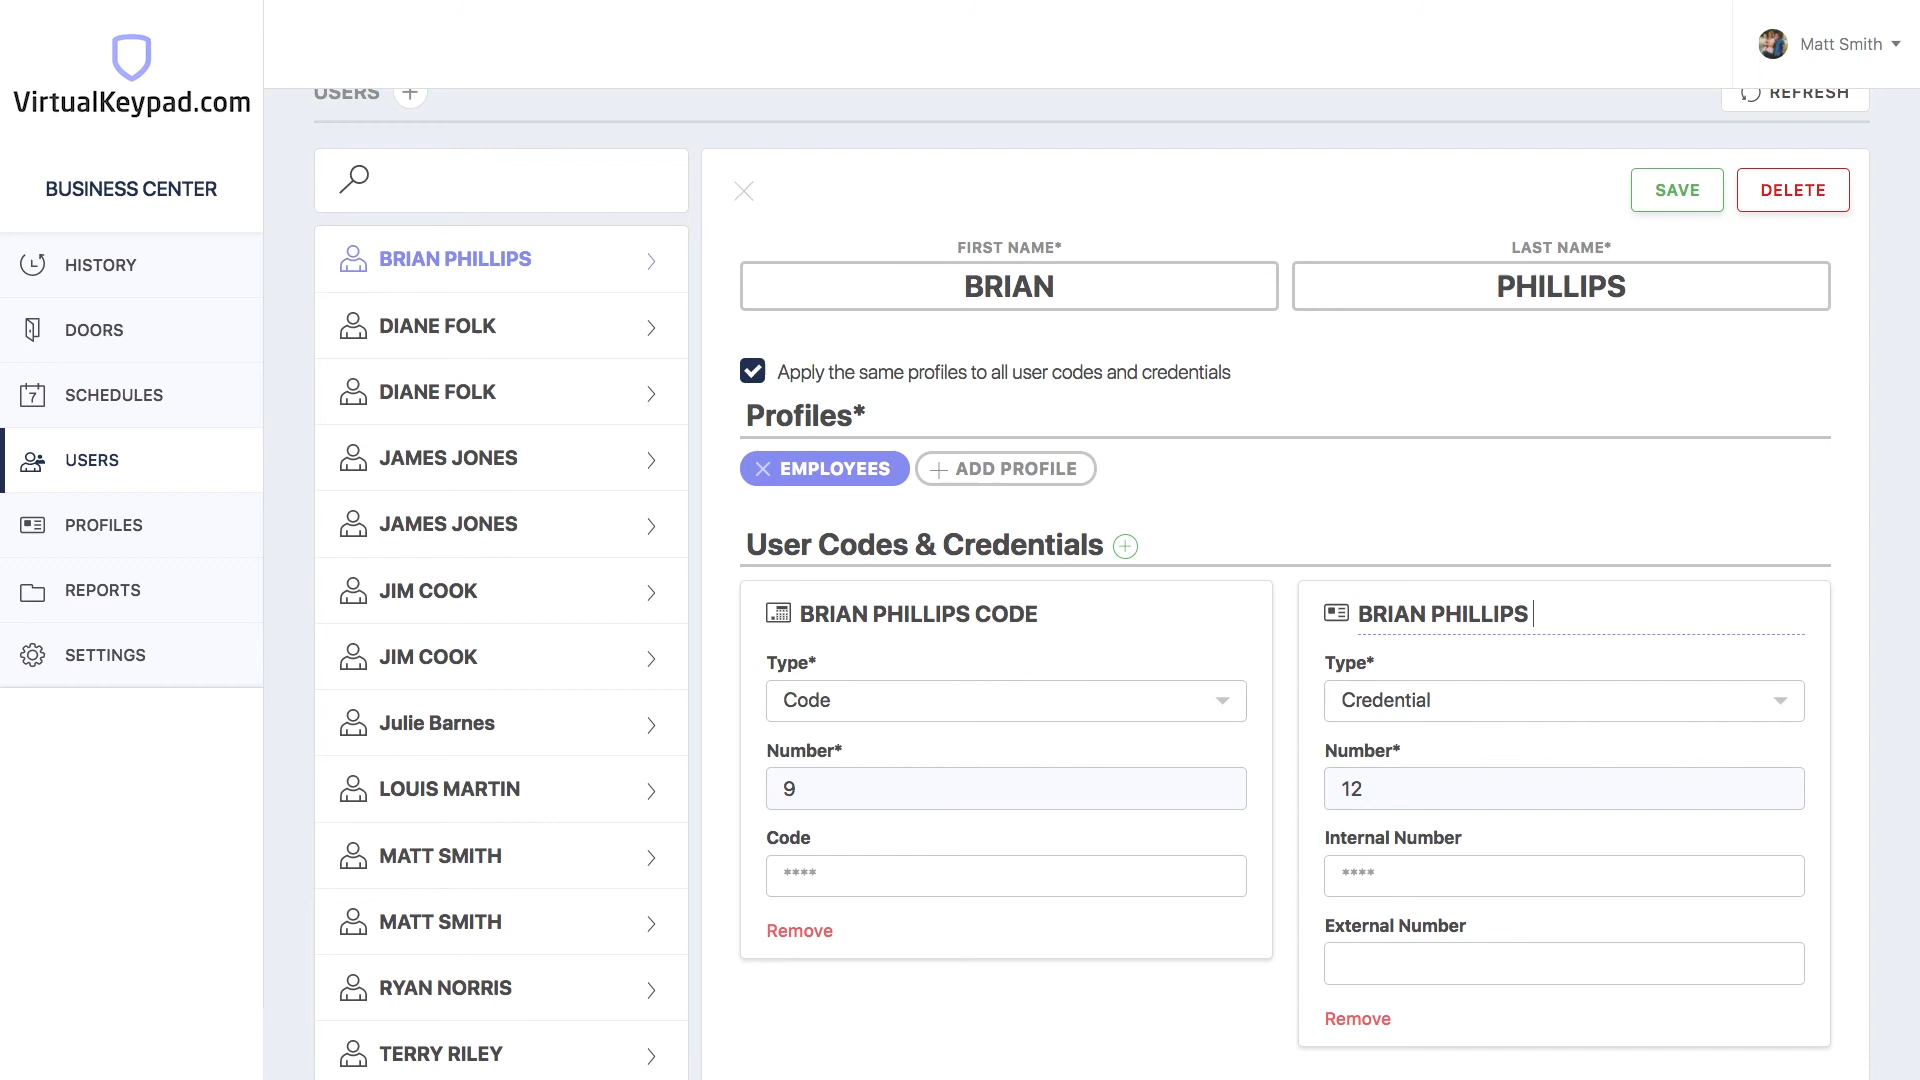 VirtualKeypad.com
BUSINESS CENTER
HISTORY
DOORS
7
SCHEDULES
USERS
PROFILES
REPORTS
SETTINGS
Matt Smith
USERS
REFRESH
BRIAN PHILLIPS
DIANE FOLK
DIANE FOLK
JAMES JONES
JAMES JONES
JIM COOK
JIM COOK
Julie Barnes
LOUIS MARTIN
MATT SMITH
MATT SMITH
RYAN NORRIS
TERRY RILEY
SAVE
DELETE
FIRST NAME*
LAST NAME*
BRIAN
PHILLIPS
Apply the same profiles to all user codes and credentials
Profiles*
EMPLOYEES
ADD PROFILE
User Codes & Credentials
BRIAN PHILLIPS CODE
Type*
Code
Number*
9
Code
****
Remove
BRIAN PHILLIPS
Type*
Credential
Number*
12
Internal Number
****
External Number
Remove